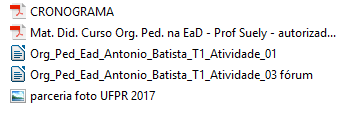 CRONOGRAMA
Mat. Did. Curso Org. Ped. na EaD - Prof Suely - autorizad...
Org_Ped_Ead_Antonio_Batista_T1_Atividade_01
Org_Ped_Ead_Antonio_Batista_T1_Atividade_03 fórum
parceria foto UFPR 2017